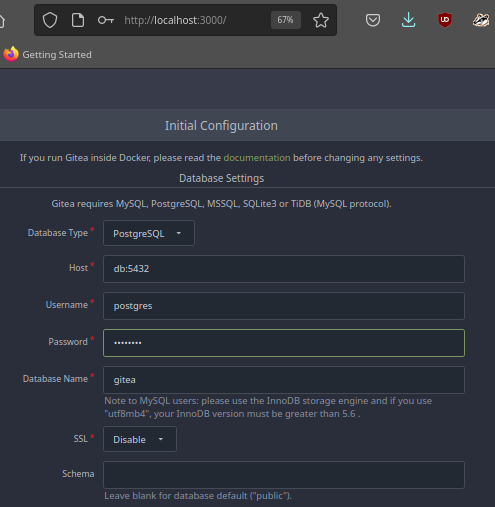 http://localhost:3000/
67%
Getting Started
Initial Configuration
If you run Gitea inside Docker, please read the documentation before changing any settings.
Database Settings
Gitea requires MySQL, PostgreSQL, MSSQL, SQLite3 or TiDB (MySQL protocol).
Database Type * PostgreSQL
Host * db:5432
Username * postgres
Password * ••••••••
Database Name * gitea
Note to MySQL users: please use the InnoDB storage engine and if you use
"utf8mb4", your InnoDB version must be greater than 5.6 .
SSL * Disable
Schema
Leave blank for database default ("public").